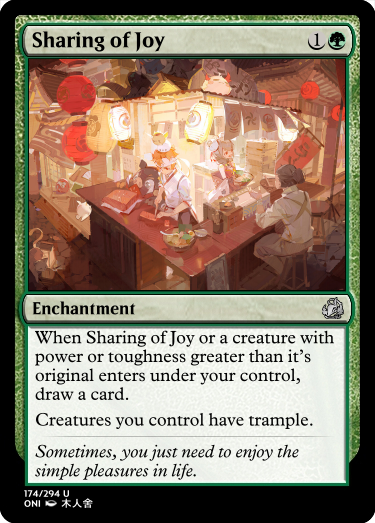 Sharing of Joy 1
Enchantment
When Sharing of Joy or a creature with
power or toughness greater than it's
original enters under your control,
draw a card.
Creatures you control have trample.
Sometimes, you just need to enjoy the
simple pleasures in life.
174/294 U
ONI 木人舍